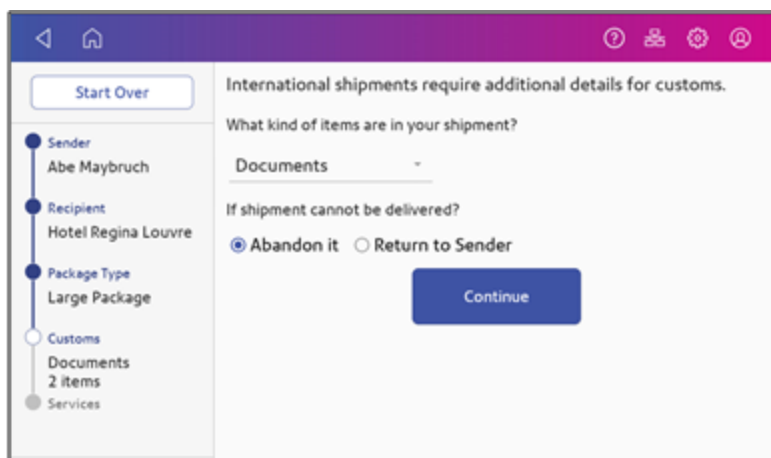 Start Over
Sender
Abe Maybruch
Recipient
Hotel Regina Louvre
Package Type
Large Package
Customs
Documents
2 items
Services
International shipments require additional details for customs.
What kind of items are in your shipment?
Documents
If shipment cannot be delivered?
Abandon it Return to Sender
Continue